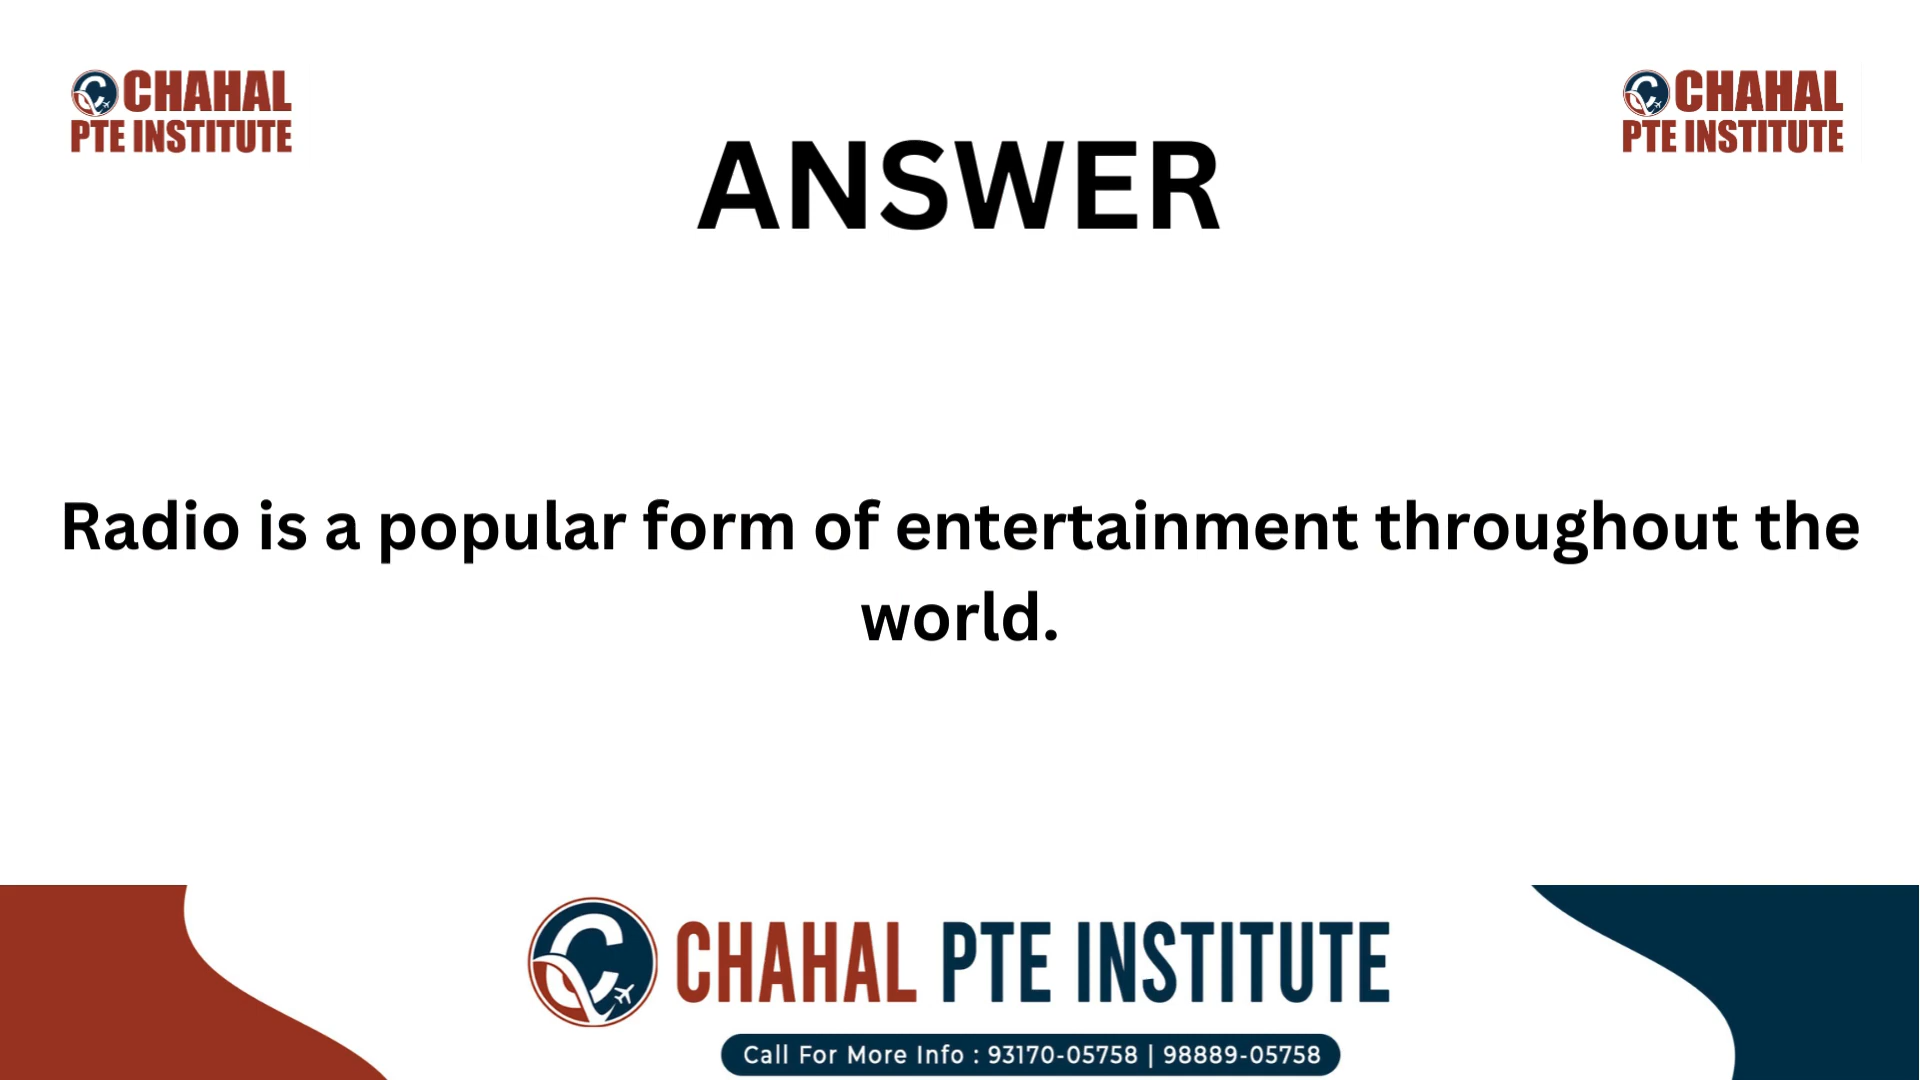 CHAHAL
PTE INSTITUTE
CHAHAL
PTE INSTITUTE
ANSWER
Radio is a popular form of entertainment throughout the
world.
CHAHAL PTE INSTITUTE
Call For More Info : 93170-05758 | 98889-05758